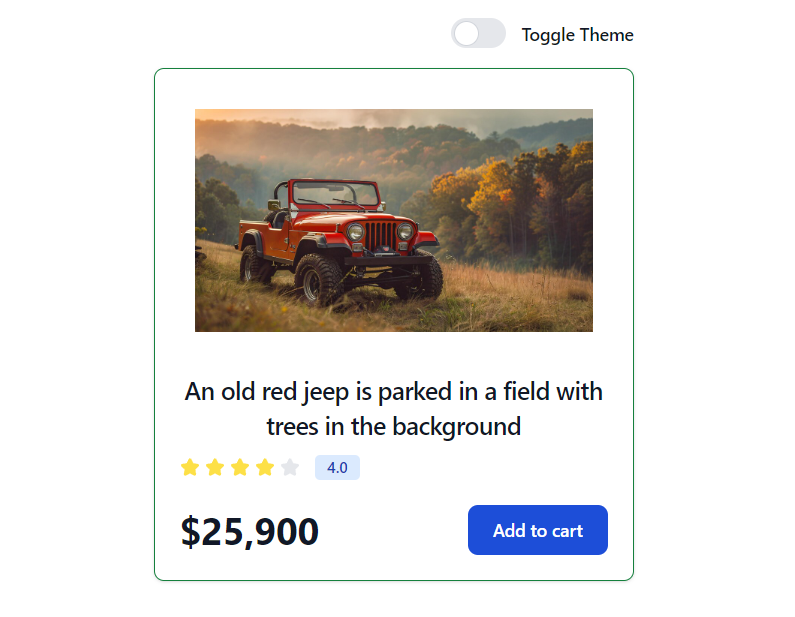 Toggle Theme
An old red jeep is parked in a field with
trees in the background
4.0
$25,900
Add to cart